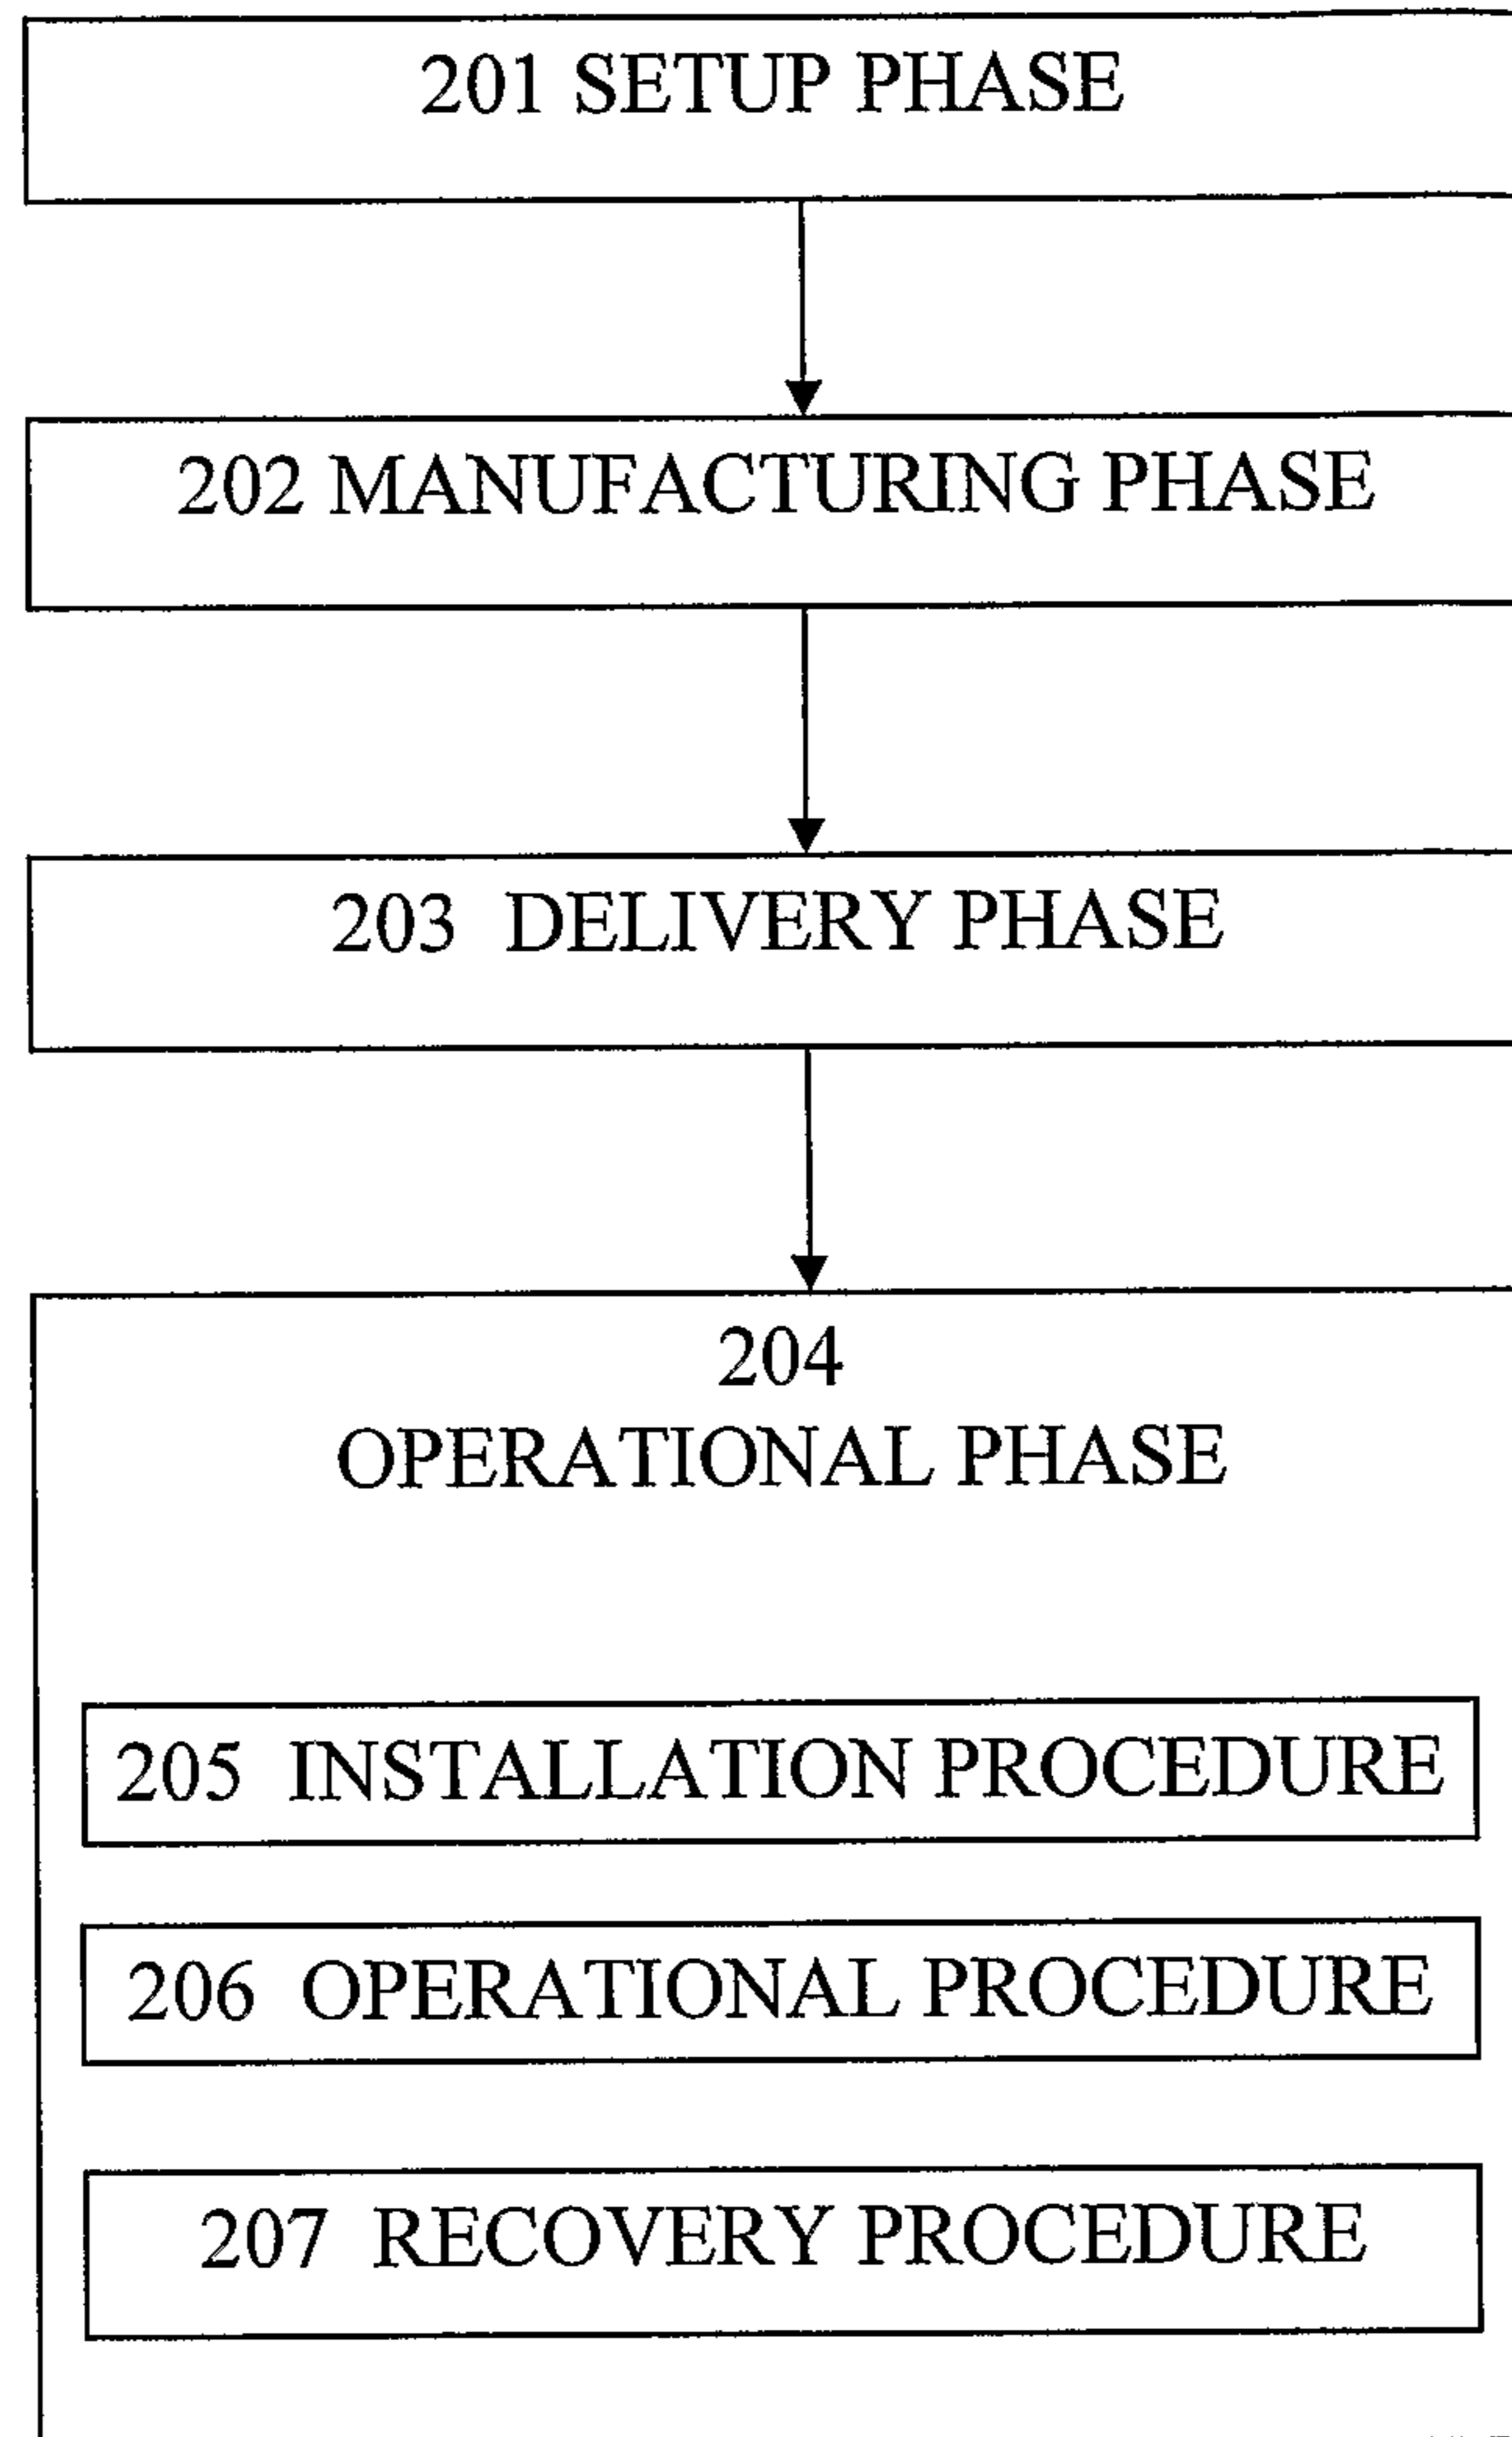 201 SETUP PHASE
202 MANUFACTURING PHASE
203 DELIVERY PHASE
204
OPERATIONAL PHASE
205 INSTALLATION PROCEDURE
206 OPERATIONAL PROCEDURE
207 RECOVERY PROCEDURE